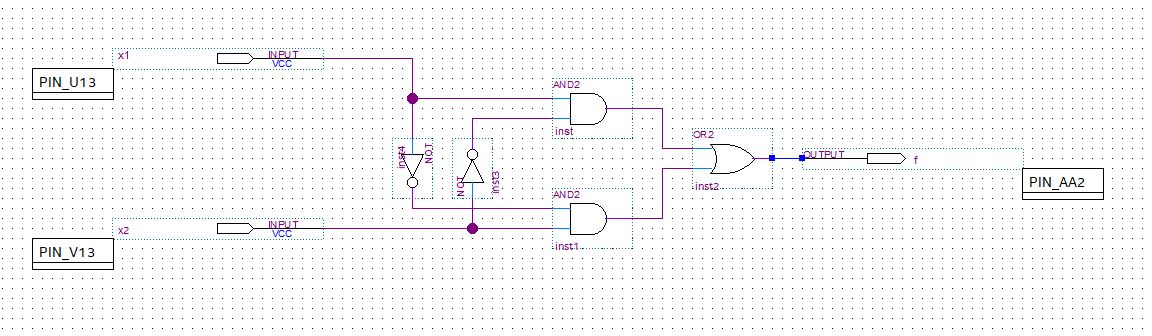 x1
INPUT
VCC
PIN_U13
AND2
inst
inst4
NOT
NOT
inst3
OR2
inst2
OUTPUT
f
PIN_AA2
AND2
inst1
x2
INPUT
VCC
PIN_V13